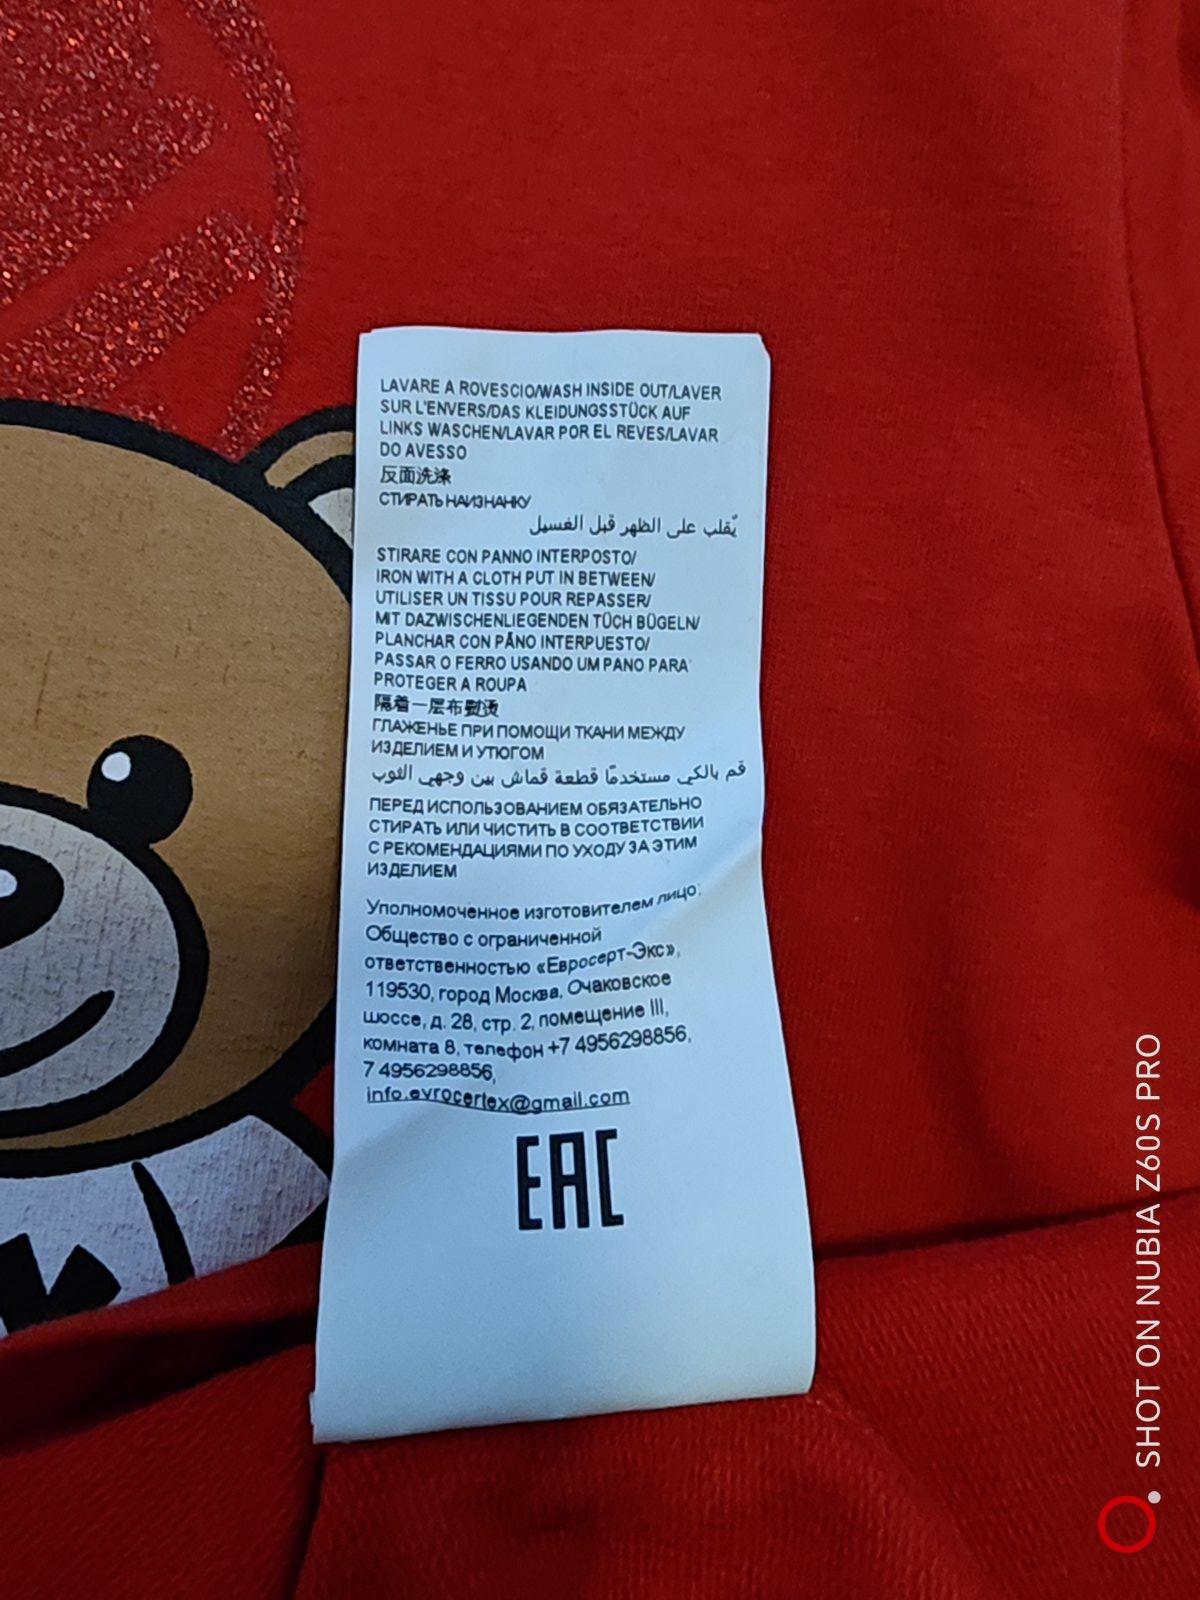 LAVARE A ROVESCIO/WASH INSIDE OUT/LAVER
SUR L'ENVERS/DAS KLEIDUNGSSTÜCK AUF
LINKS WASCHEN/LAVAR POR EL REVES/LAVAR
DO AVESSO
反面洗涤
СТИРАТЬ НАИЗНАНКУ
يُقلب على الظهر قبل الغسيل
STIRARE CON PANNO INTERPOSTO/
IRON WITH A CLOTH PUT IN BETWEEN/
UTILISER UN TISSU POUR REPASSER/
MIT DAZWISCHENLIEGENDEN TÜCH BÜGELN/
PLANCHAR CON PÃNO INTERPUESTO/
PASSAR O FERRO USANDO UM PANO PARA
PROTEGER A ROUPA
隔着一层布熨烫
ГЛАЖЕНЬЕ ПРИ ПОМОЩИ ТКАНИ МЕЖДУ
ИЗДЕЛИЕМ И УТЮГОМ
قم بالكي مستخدمًا قطعة قماش بين وجهي الثوب
ПЕРЕД ИСПОЛЬЗОВАНИЕМ ОБЯЗАТЕЛЬНО
СТИРАТЬ ИЛИ ЧИСТИТЬ В СООТВЕТСТВИИ
С РЕКОМЕНДАЦИЯМИ ПО УХОДУ ЗА ЭТИМ
ИЗДЕЛИЕМ
Уполномоченное изготовителем лицо:
Общество с ограниченной
ответственностью «Евросерт-Экс»,
119530, город Москва, Очаковское
шоссе, д. 28, стр. 2, помещение III,
комната 8, телефон +7 4956298856,
7 4956298856,
info.evrocertex@gmail.com
EAC
SHOT ON NUBIA Z60S PRO